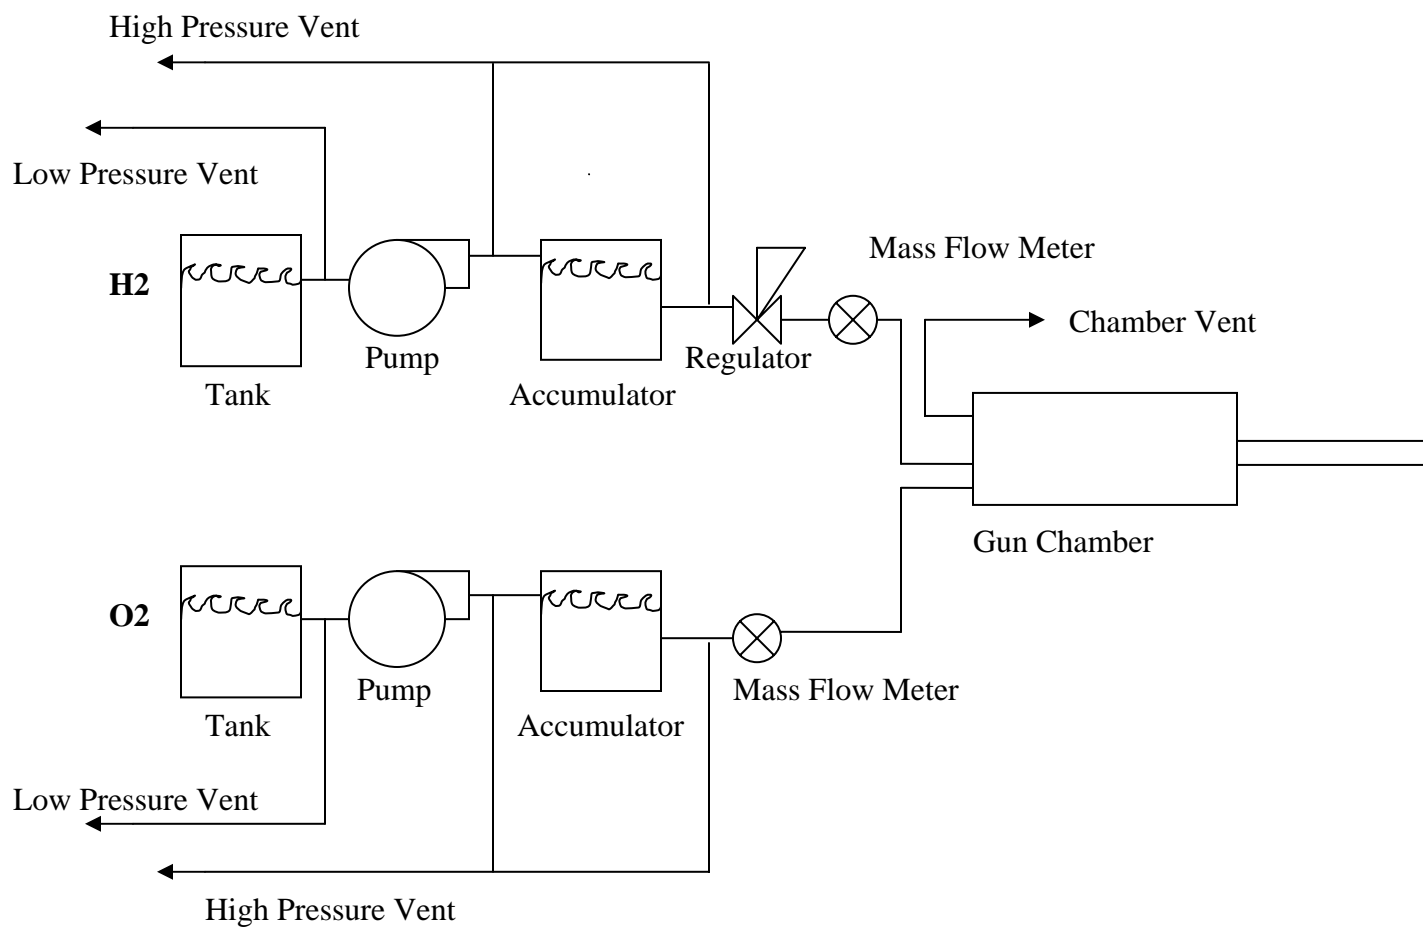 High Pressure Vent
Low Pressure Vent
Mass Flow Meter
H2
Chamber Vent
Pump
Regulator
Tank
Accumulator
Gun Chamber
O2
Pump
Mass Flow Meter
Tank
Accumulator
Low Pressure Vent
High Pressure Vent